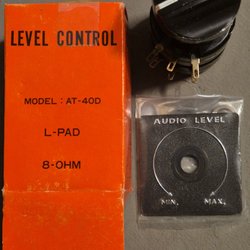 LEVEL CONTROL
MODEL: AT-40D
L-PAD
8-OHM
AUDIO LEVEL
MIN. MAX.